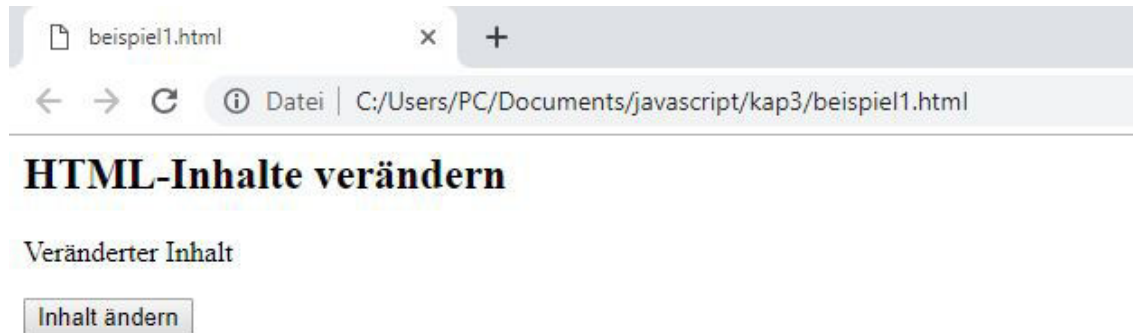 beispiel1.html
Datei | C:/Users/PC/Documents/javascript/kap3/beispiel1.html
HTML-Inhalte verändern
Veränderter Inhalt
Inhalt ändern